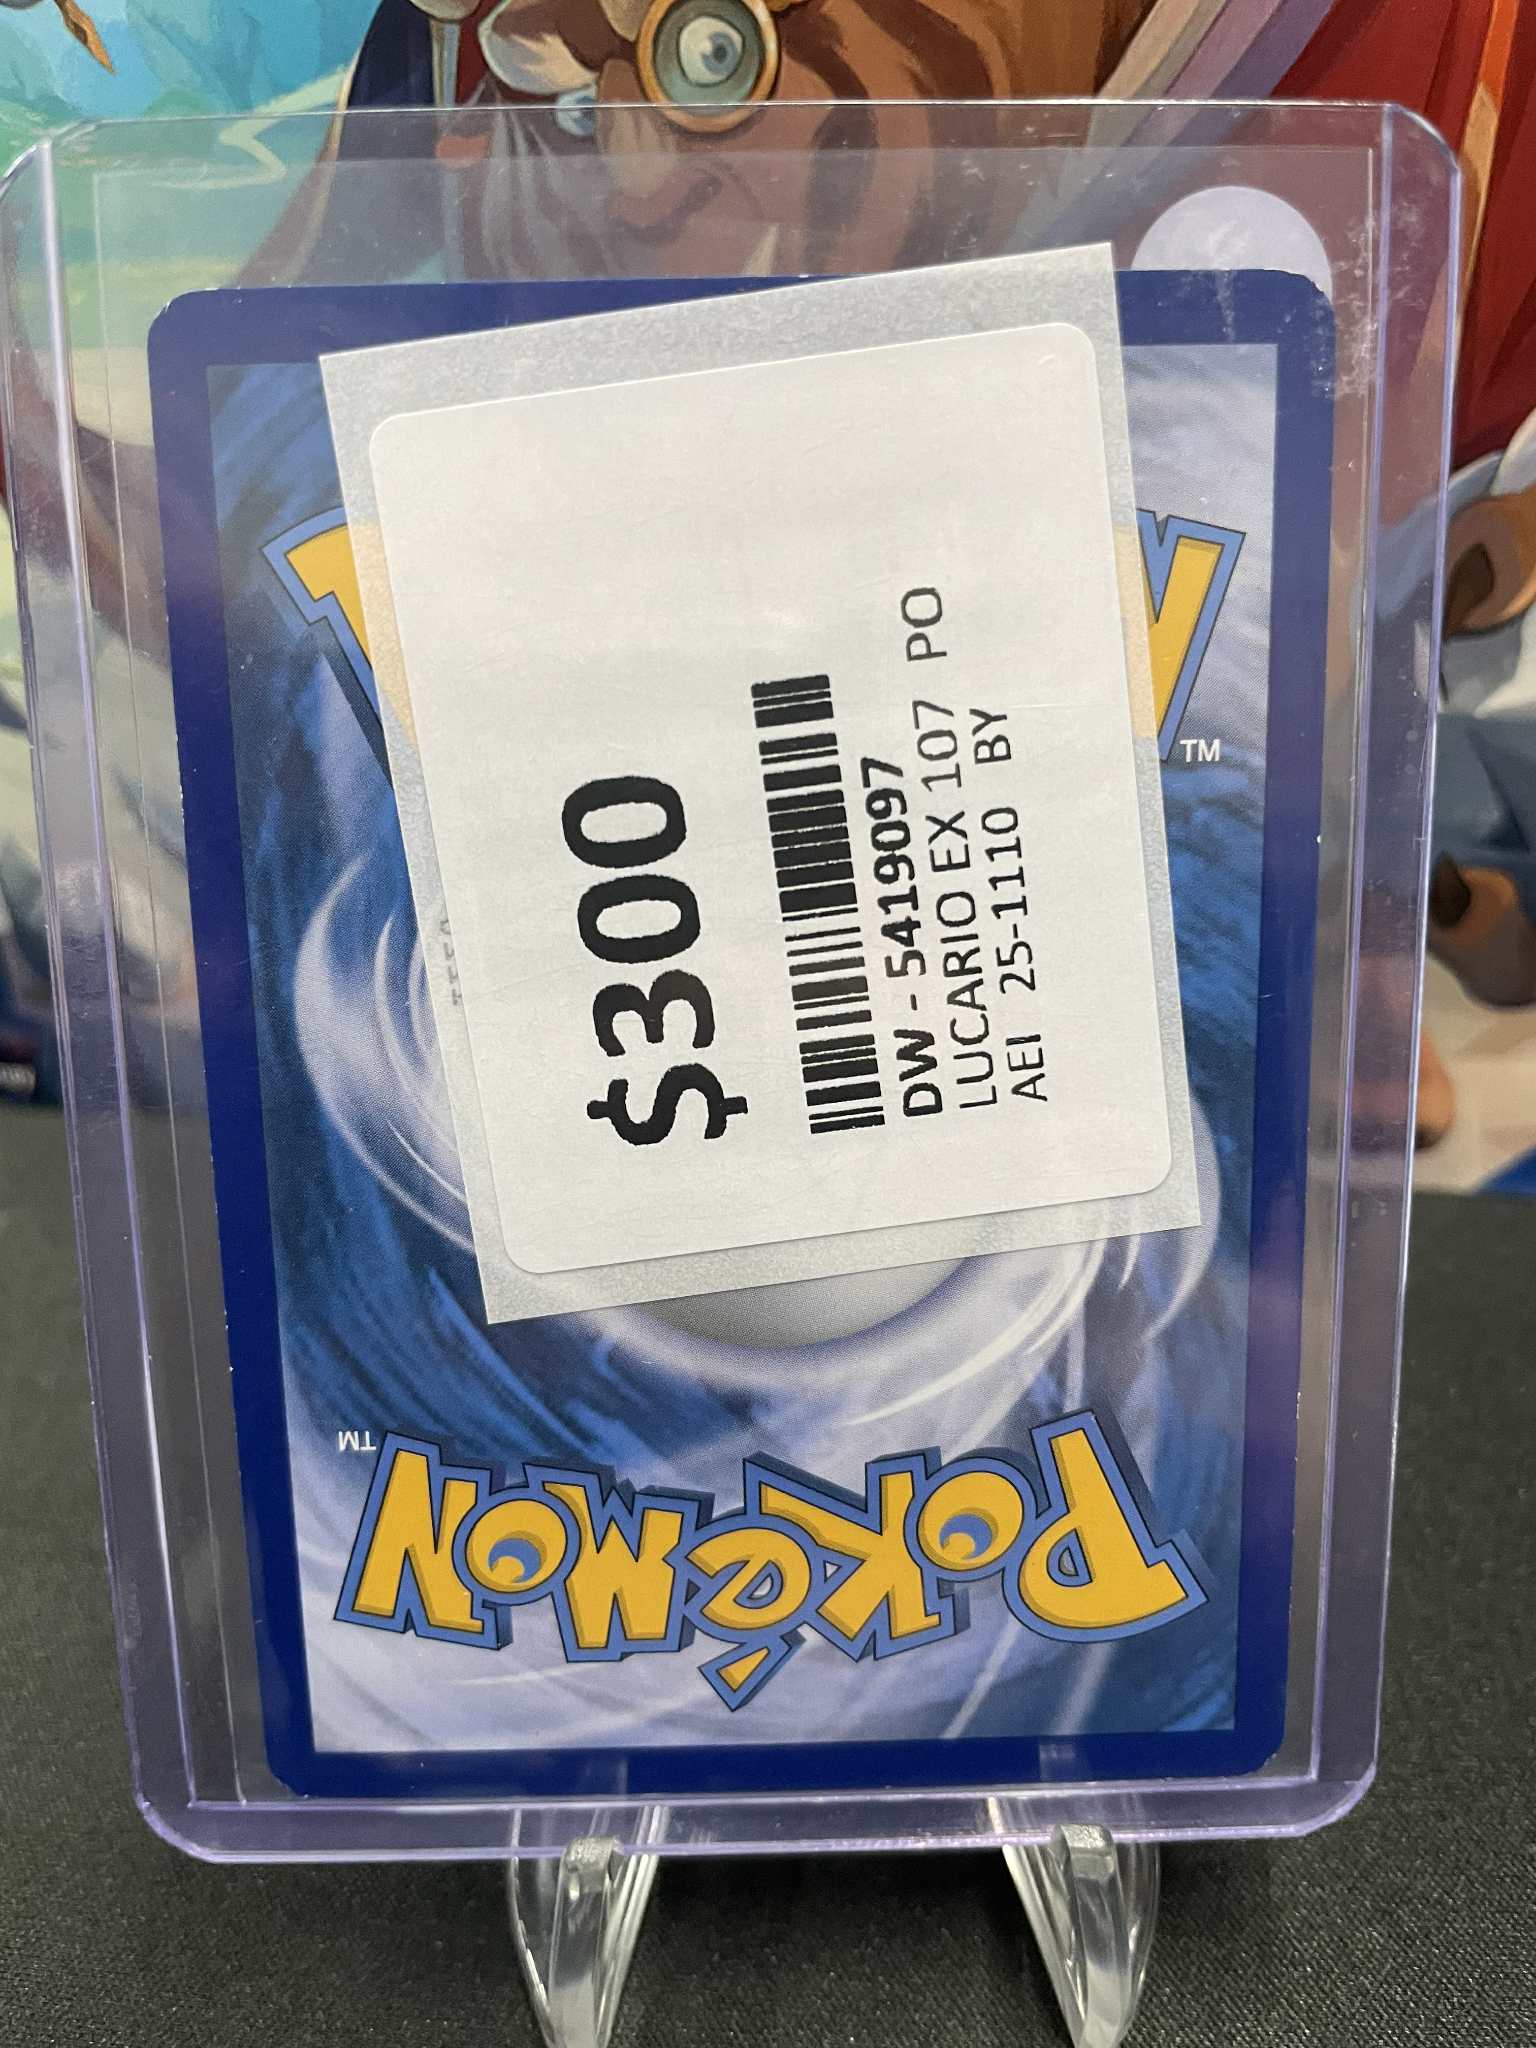 $300
DW - 5419097
LUCARIO EX 107 PO
AEI 25-1110 BY
TM
TM
POKéMON